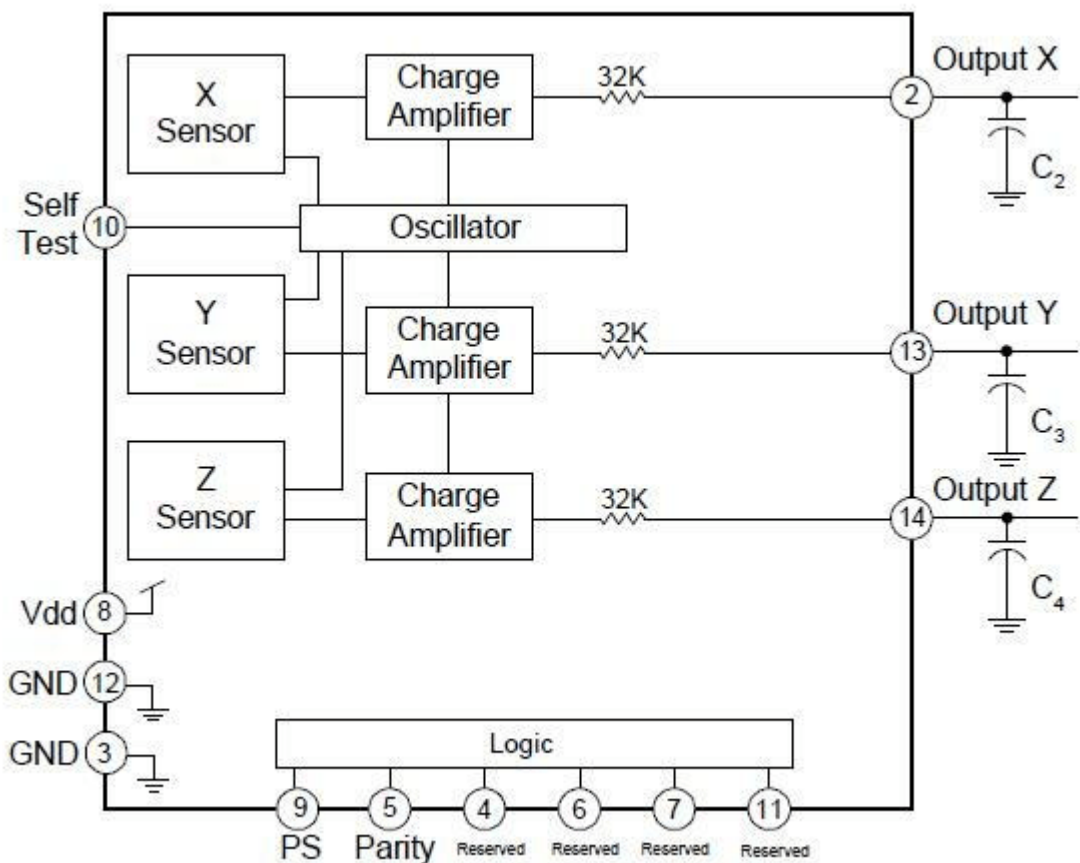 X
Sensor
Charge
Amplifier
32K
2
Output X
C2
Self
Test
10
Oscillator
Y
Sensor
Charge
Amplifier
32K
13
Output Y
C3
Z
Sensor
Charge
Amplifier
32K
14
Output Z
C4
Vdd
8
GND
12
GND
3
Logic
9
5
4
6
7
11
PS
Parity
Reserved
Reserved
Reserved
Reserved